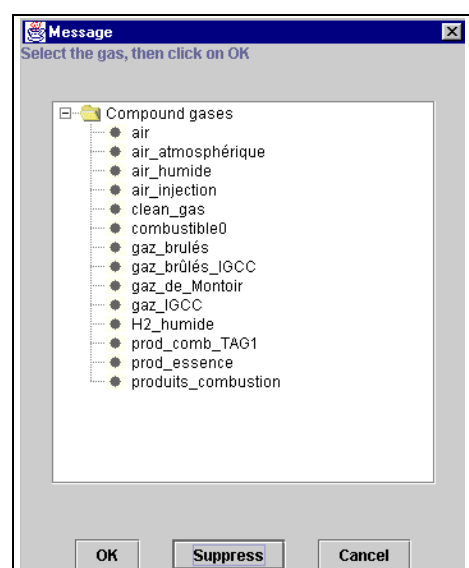 Message
Select the gas, then click on OK
Compound gases
air
air_atmosphérique
air_humide
air_injection
clean_gas
combustible0
gaz_brulés
gaz_brûlés_IGCC
gaz_de_Montoir
gaz_IGCC
H2_humide
prod_comb_TAG1
prod_essence
produits_combustion
OK Suppress Cancel